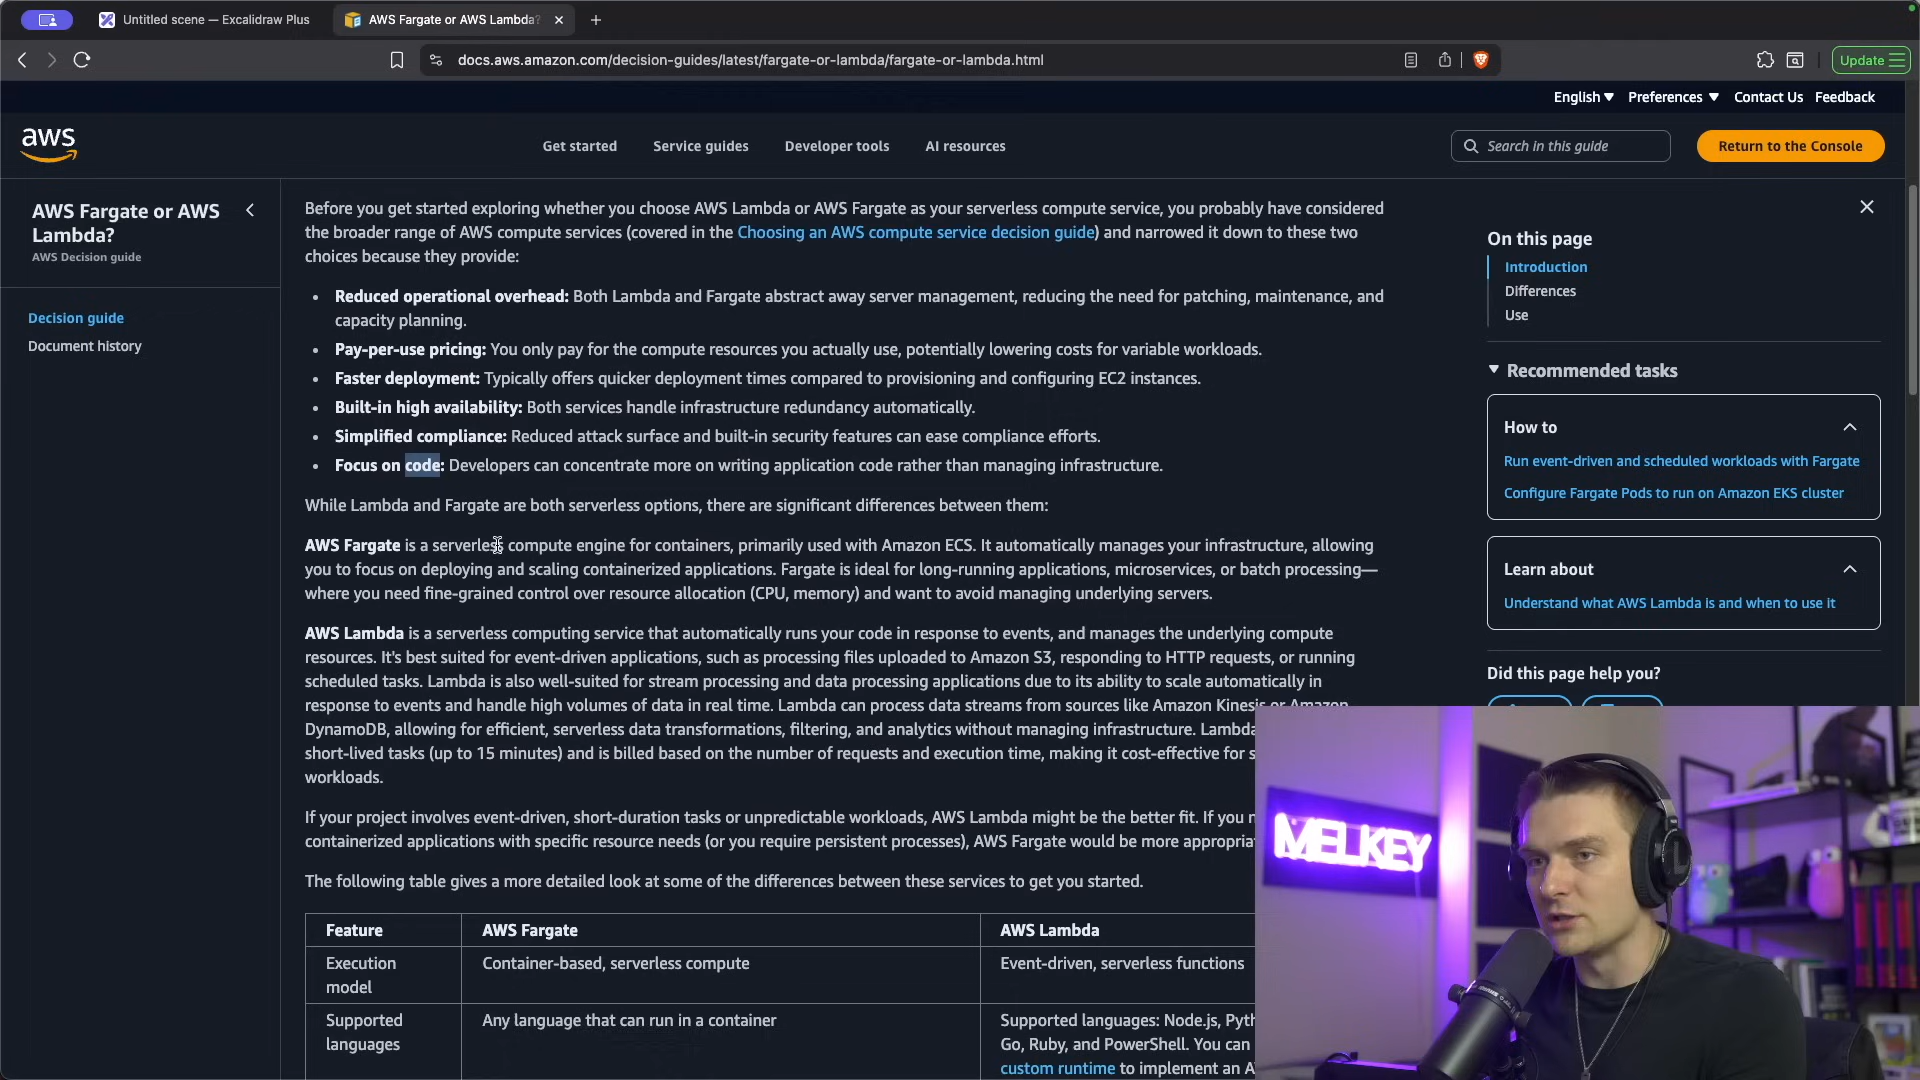 Untitled scene — Excalidraw Plus
AWS Fargate or AWS Lambda?
docs.aws.amazon.com/decision-guides/latest/fargate-or-lambda/fargate-or-lambda.html
Update
English Preferences Contact Us Feedback
aws
Get started Service guides Developer tools AI resources
Search in this guide
Return to the Console
AWS Fargate or AWS
Lambda?
AWS Decision guide
Decision guide
Document history
Before you get started exploring whether you choose AWS Lambda or AWS Fargate as your serverless compute service, you probably have considered
the broader range of AWS compute services (covered in the Choosing an AWS compute service decision guide) and narrowed it down to these two
choices because they provide:
• Reduced operational overhead: Both Lambda and Fargate abstract away server management, reducing the need for patching, maintenance, and
capacity planning.
• Pay-per-use pricing: You only pay for the compute resources you actually use, potentially lowering costs for variable workloads.
• Faster deployment: Typically offers quicker deployment times compared to provisioning and configuring EC2 instances.
• Built-in high availability: Both services handle infrastructure redundancy automatically.
• Simplified compliance: Reduced attack surface and built-in security features can ease compliance efforts.
• Focus on code: Developers can concentrate more on writing application code rather than managing infrastructure.
While Lambda and Fargate are both serverless options, there are significant differences between them:
AWS Fargate is a serverless compute engine for containers, primarily used with Amazon ECS. It automatically manages your infrastructure, allowing
you to focus on deploying and scaling containerized applications. Fargate is ideal for long-running applications, microservices, or batch processing—
where you need fine-grained control over resource allocation (CPU, memory) and want to avoid managing underlying servers.
AWS Lambda is a serverless computing service that automatically runs your code in response to events, and manages the underlying compute
resources. It's best suited for event-driven applications, such as processing files uploaded to Amazon S3, responding to HTTP requests, or running
scheduled tasks. Lambda is also well-suited for stream processing and data processing applications due to its ability to scale automatically in
response to events and handle high volumes of data in real time. Lambda can process data streams from sources like Amazon Kinesis or Amazon
DynamoDB, allowing for efficient, serverless data transformations, filtering, and analytics without managing infrastructure. Lambda
short-lived tasks (up to 15 minutes) and is billed based on the number of requests and execution time, making it cost-effective for
workloads.
If your project involves event-driven, short-duration tasks or unpredictable workloads, AWS Lambda might be the better fit. If you
containerized applications with specific resource needs (or you require persistent processes), AWS Fargate would be more
The following table gives a more detailed look at some of the differences between these services to get you started.
Feature AWS Fargate AWS Lambda
Execution Container-based, serverless compute Event-driven, serverless functions
model
Supported Any language that can run in a container Supported languages: Node.js,
languages Go, Ruby, and PowerShell. You can
custom runtime to implement an
On this page
Introduction
Differences
Use
Recommended tasks
How to
Run event-driven and scheduled workloads with Fargate
Configure Fargate Pods to run on Amazon EKS cluster
Learn about
Understand what AWS Lambda is and when to use it
Did this page help you?
MELKEY